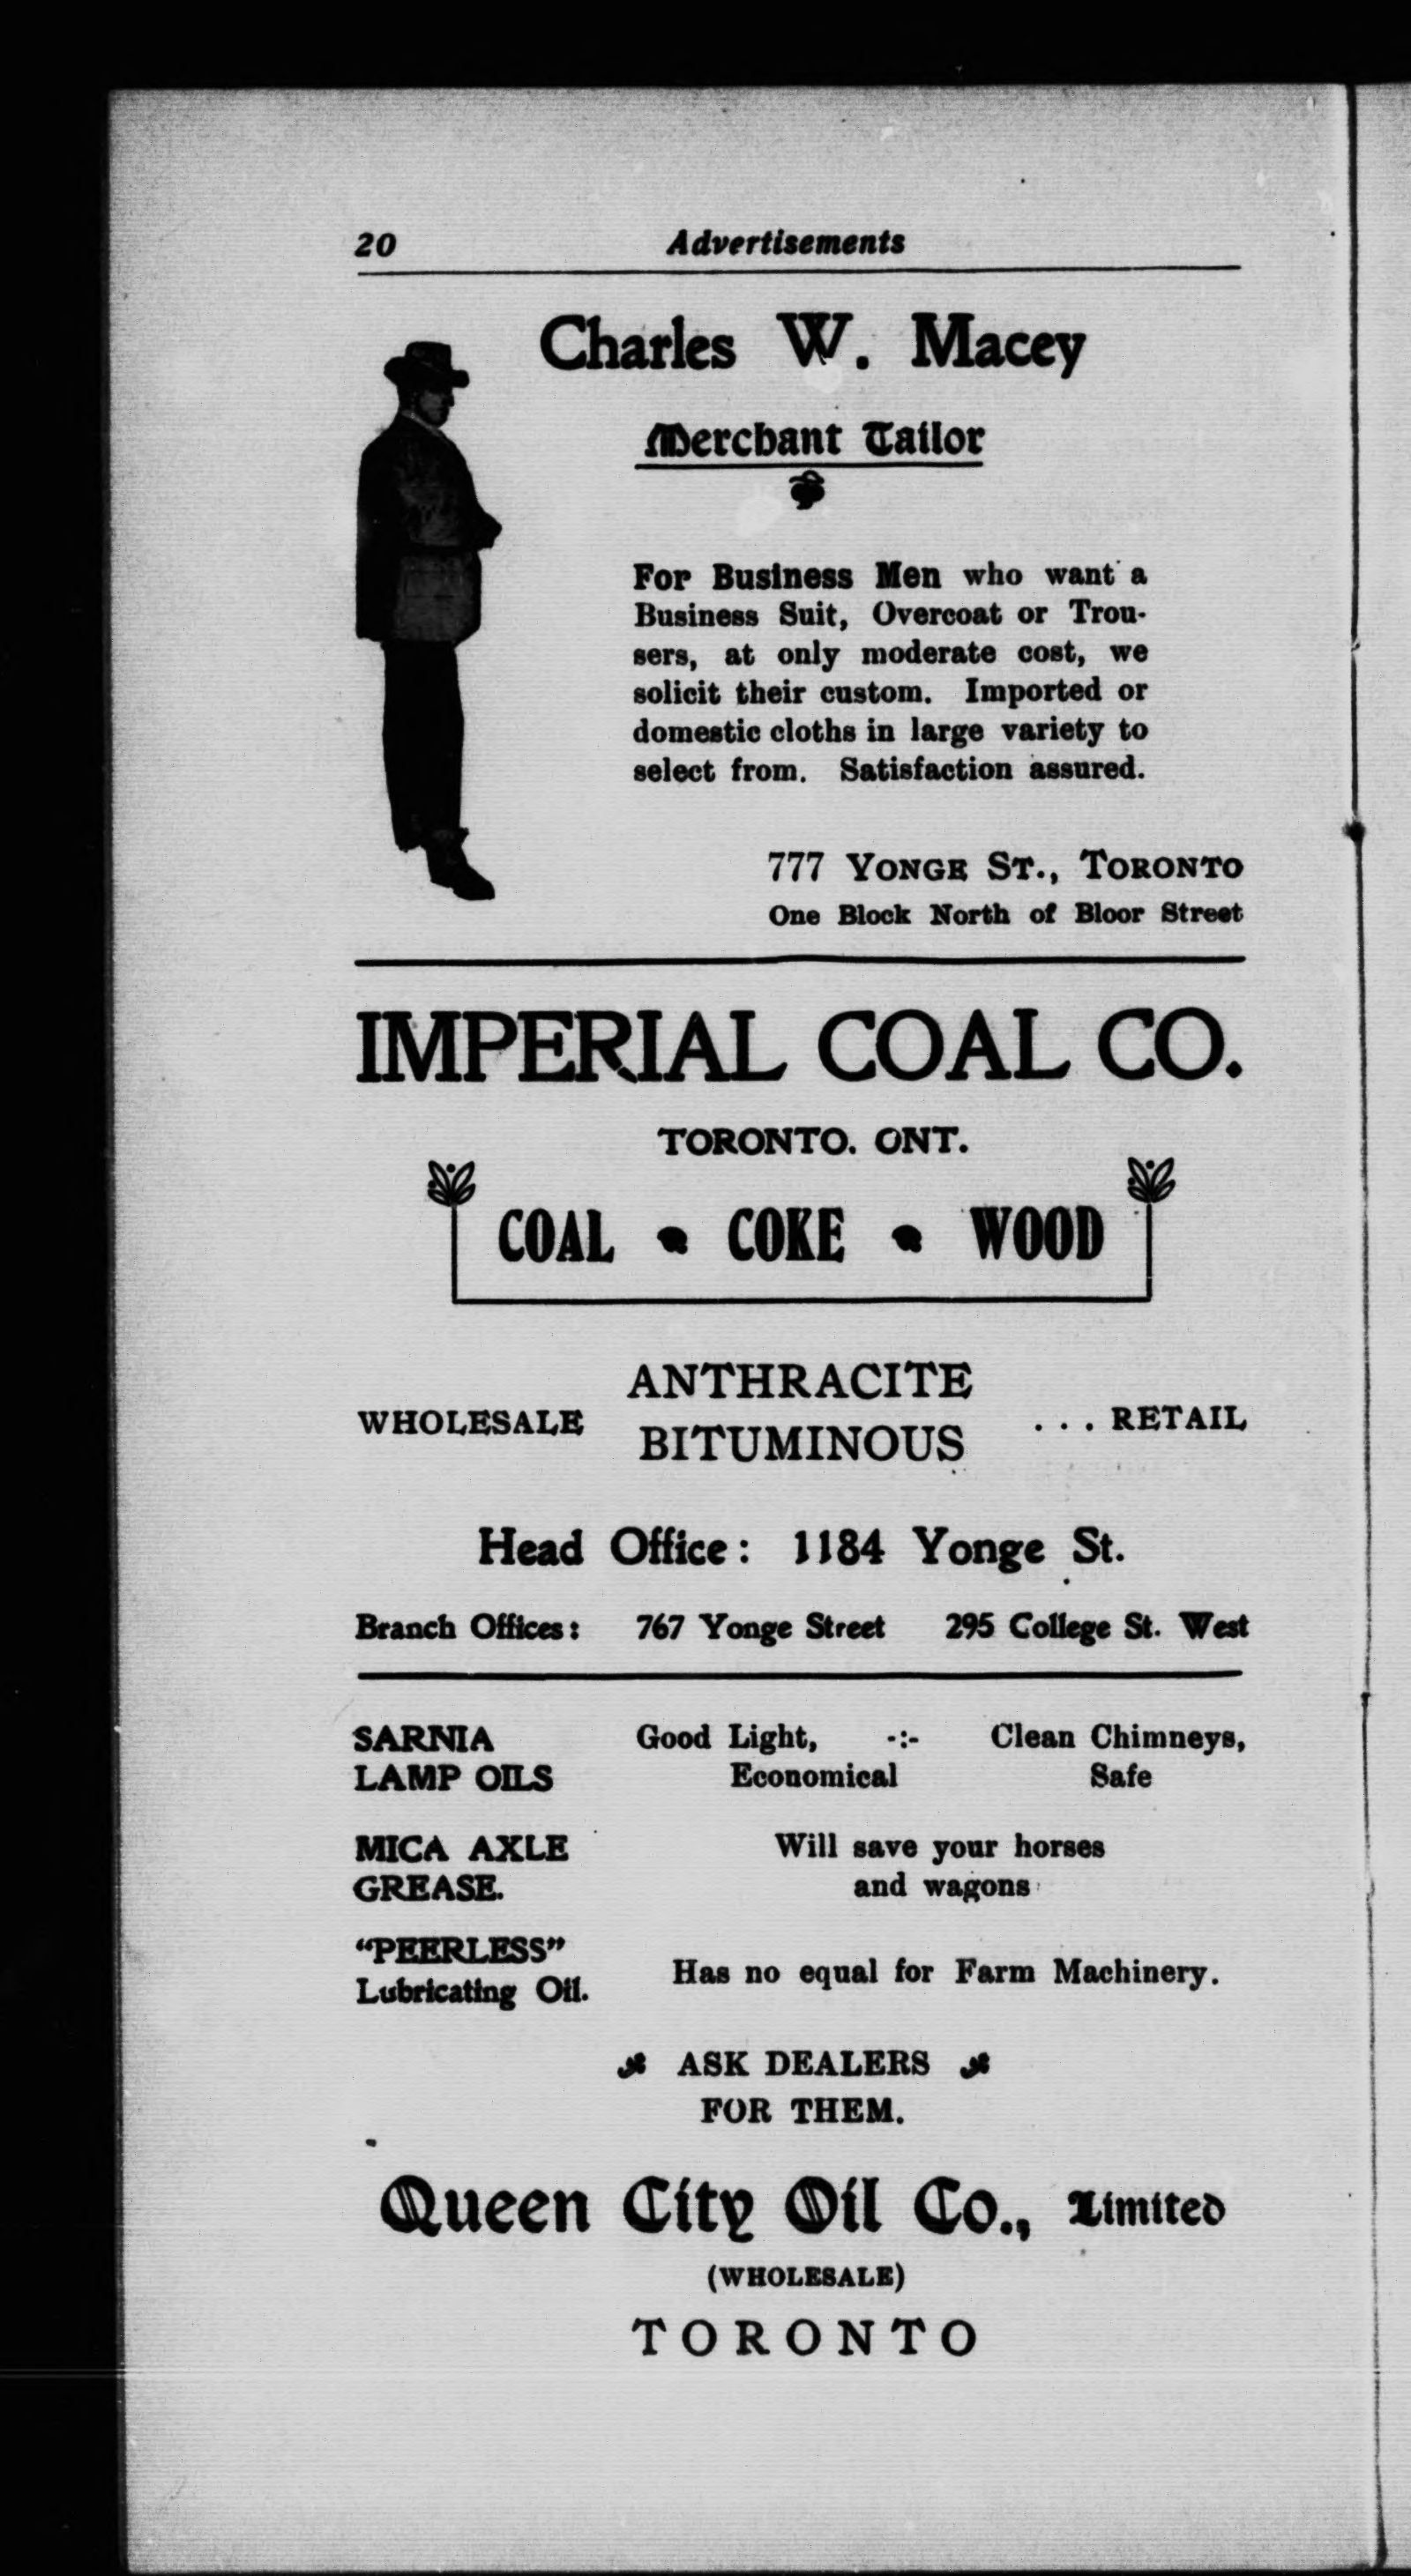 20 Advertisements
Charles W. Macey
Merchant Tailor
For Business Men who want a
Business Suit, Overcoat or Trou-
sers, at only moderate cost, we
solicit their custom. Imported or
domestic cloths in large variety to
select from. Satisfaction assured.
777 YONGE ST., TORONTO
One Block North of Bloor Street
IMPERIAL COAL CO.
TORONTO. ONT.
COAL COKE WOOD
ANTHRACITE
WHOLESALE ... RETAIL
BITUMINOUS
Head Office: 1184 Yonge St.
Branch Offices: 767 Yonge Street 295 College St. West
SARNIA Good Light, -:- Clean Chimneys,
LAMP OILS Economical Safe
MICA AXLE Will save your horses
GREASE. and wagons
"PEERLESS"
Has no equal for Farm Machinery.
Lubricating Oil.
ASK DEALERS
FOR THEM.
Queen City Oil Co., Limited
(WHOLESALE)
TORONTO